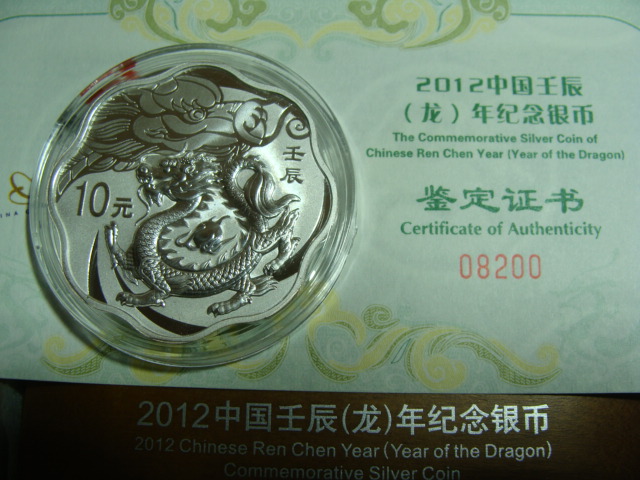 2012中国壬辰
（龙）年纪念银币
The Commemorative Silver Coin of
Chinese Ren Chen Year (Year of the Dragon)
鉴定证书
Certificate of Authenticity
08200
壬辰
10元
2012中国壬辰(龙)年纪念银币
2012 Chinese Ren Chen Year (Year of the Dragon)
Commemorative Silver Coin